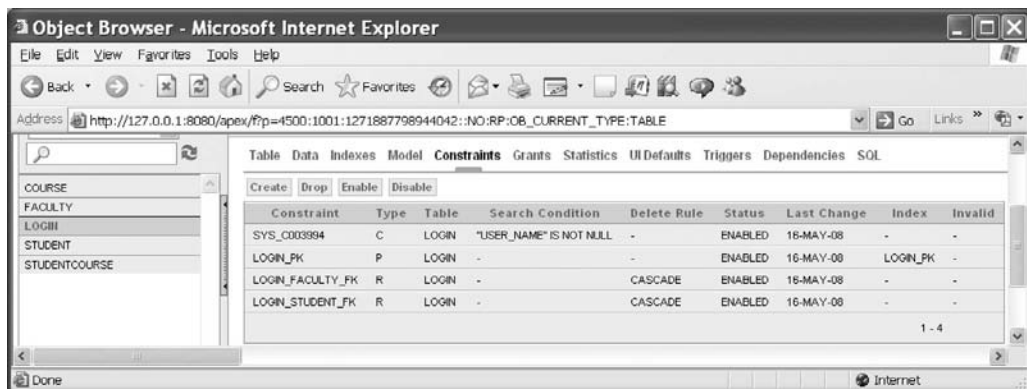 Object Browser - Microsoft Internet Explorer
File Edit View Favorites Tools Help
Back Search Favorites
Address http://127.0.0.1:8080/apex/f?p=4500:1001:1271887798944042::NO:RP:OB_CURRENT_TYPE:TABLE Go Links »
Table Data Indexes Model Constraints Grants Statistics UI Defaults Triggers Dependencies SQL
COURSE
FACULTY
LOGIN
STUDENT
STUDENTCOURSE
Create Drop Enable Disable
Constraint Type Table Search Condition Delete Rule Status Last Change Index Invalid
SYS_C003994 C LOGIN "USER_NAME" IS NOT NULL - ENABLED 16-MAY-08 - -
LOGIN_PK P LOGIN - - ENABLED 16-MAY-08 LOGIN_PK -
LOGIN_FACULTY_FK R LOGIN - CASCADE ENABLED 16-MAY-08 - -
LOGIN_STUDENT_FK R LOGIN - CASCADE ENABLED 16-MAY-08 - -
1 - 4
Done Internet